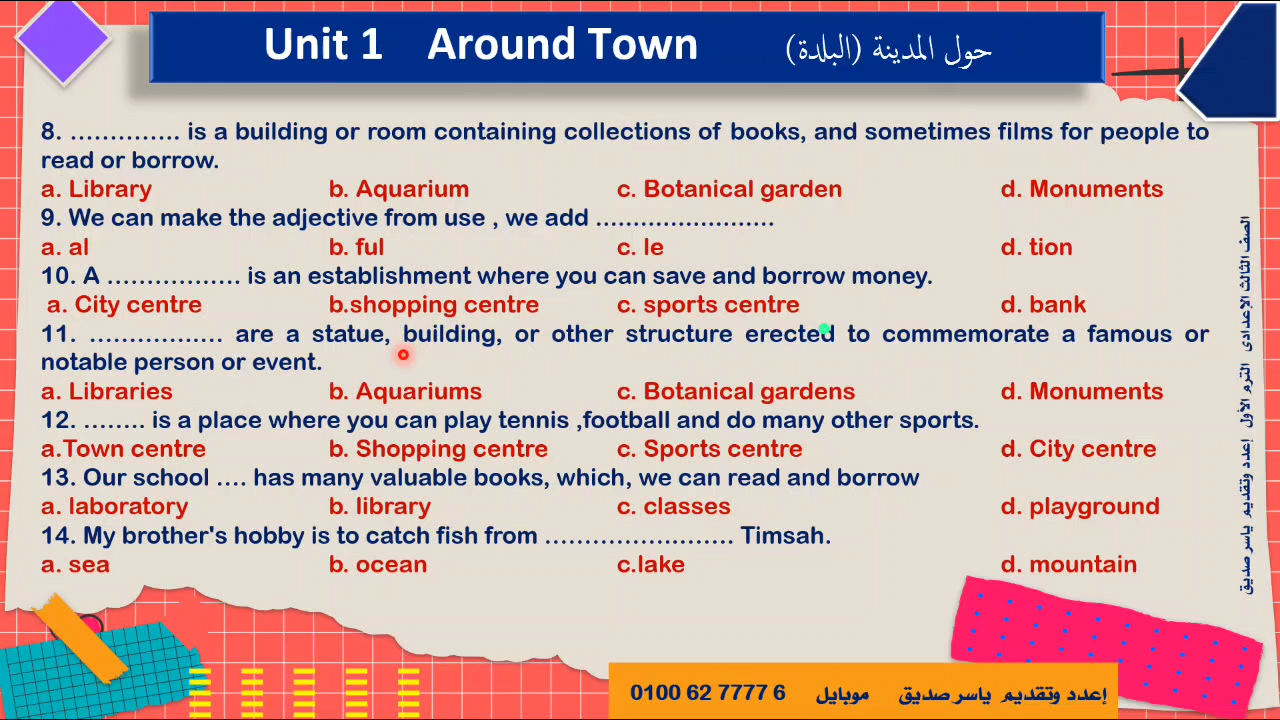 Unit 1 Around Town حول المدينة (البلدة)
8. .............. is a building or room containing collections of books, and sometimes films for people to
read or borrow.
a. Library b. Aquarium c. Botanical garden d. Monuments
9. We can make the adjective from use , we add .......................
a. al b. ful c. le d. tion
10. A ................. is an establishment where you can save and borrow money.
a. City centre b.shopping centre c. sports centre d. bank
11. ................. are a statue, building, or other structure erected to commemorate a famous or
notable person or event.
a. Libraries b. Aquariums c. Botanical gardens d. Monuments
12. ........ is a place where you can play tennis ,football and do many other sports.
a.Town centre b. Shopping centre c. Sports centre d. City centre
13. Our school .... has many valuable books, which, we can read and borrow
a. laboratory b. library c. classes d. playground
14. My brother's hobby is to catch fish from ........................ Timsah.
a. sea b. ocean c.lake d. mountain
الصف الثالث الإعدادى الترم الأول إعداد وتقديم ياسر صديق
إعداد وتقديم ياسر صديق موبايل 0100 62 7777 6